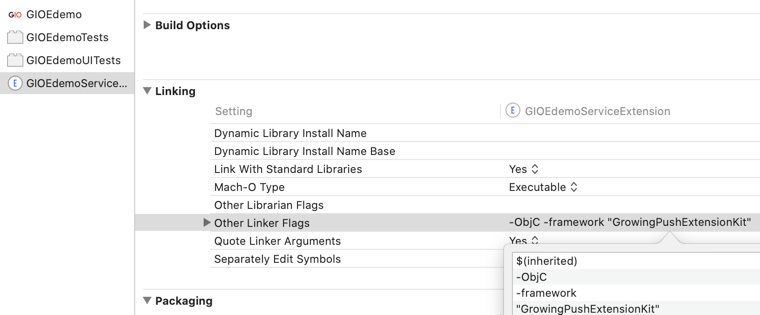 GIO GIOEdemo
GIOEdemoTests
GIOEdemoUITests
E GIOEdemoService...
Build Options
Linking
Setting E GIOEdemoServiceExtension
Dynamic Library Install Name
Dynamic Library Install Name Base
Link With Standard Libraries Yes
Mach-O Type Executable
Other Librarian Flags
Other Linker Flags -ObjC -framework "GrowingPushExtensionKit"
Quote Linker Arguments Yes
Separately Edit Symbols
$(inherited)
-ObjC
-framework
"GrowingPushExtensionKit"
Packaging